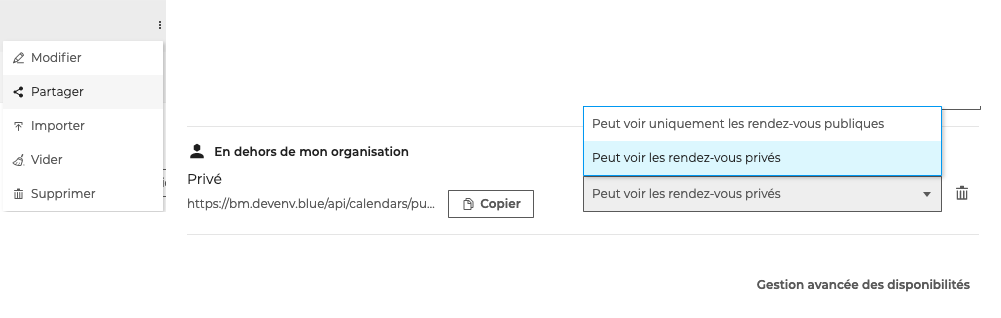 Modifier
Partager
Importer
Vider
Supprimer
Peut voir uniquement les rendez-vous publiques
Peut voir les rendez-vous privés
En dehors de mon organisation
Privé
https://bm.devenv.blue/api/calendars/pu...
Copier
Peut voir les rendez-vous privés
Gestion avancée des disponibilités